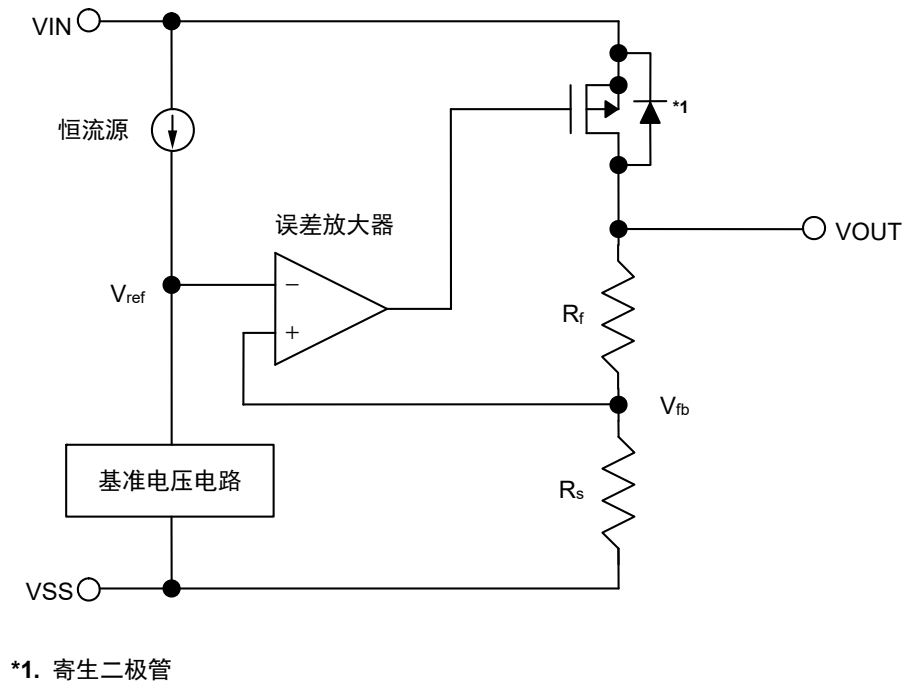 VIN
*1
恒流源
误差放大器
VOUT
Vref
−
+
Rf
Vfb
基准电压电路
Rs
VSS
*1. 寄生二极管